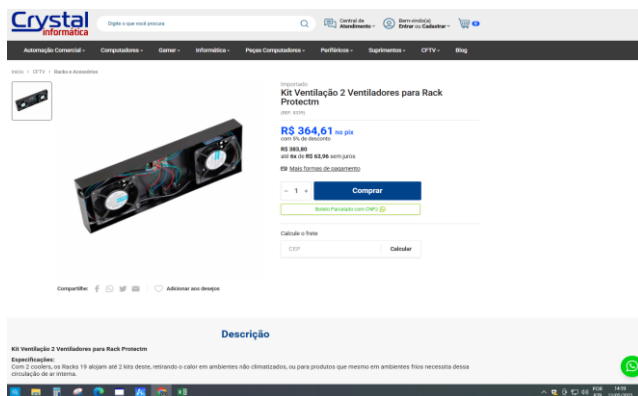 Crystal
informática
Digite o que você procura
Central de
Atendimento
Bem-vindo(a)
Entrar ou Cadastrar
0
Automação Comercial
Computadores
Gamer
Informática
Peças Computadores
Periféricos
Suprimentos
CFTV
Blog
Início > CFTV > Racks e Acessórios
Importado
Kit Ventilação 2 Ventiladores para Rack
Protectm
R$ 364,61 no pix
com 5% de desconto
R$ 383,80
até 6x de R$ 63,96 sem juros
Mais formas de pagamento
- 1 +
Comprar
Boleto Parcelado com CNPJ
Calcule o frete
CEP
Calcular
Compartilhe:
Adicionar aos desejos
Descrição
Kit Ventilação 2 Ventiladores para Rack Protectm
Especificações:
Com 2 coolers, os Racks 19 alojam até 2 kits deste, retirando o calor em ambientes não climatizados, ou para produtos que mesmo em ambientes frios necessita dessa
circulação de ar interna.
POR
14:59